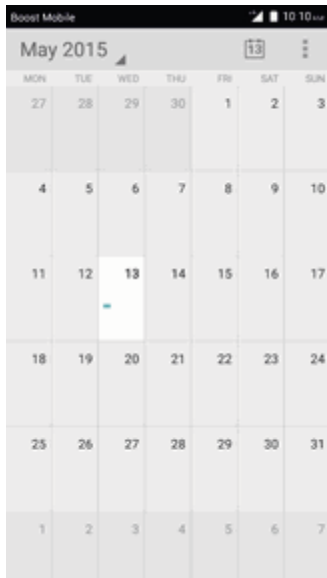 Boost Mobile 10:10 AM
May 2015 13
MON TUE WED THU FRI SAT SUN
27 28 29 30 1 2 3
4 5 6 7 8 9 10
11 12 13 14 15 16 17
18 19 20 21 22 23 24
25 26 27 28 29 30 31
1 2 3 4 5 6 7